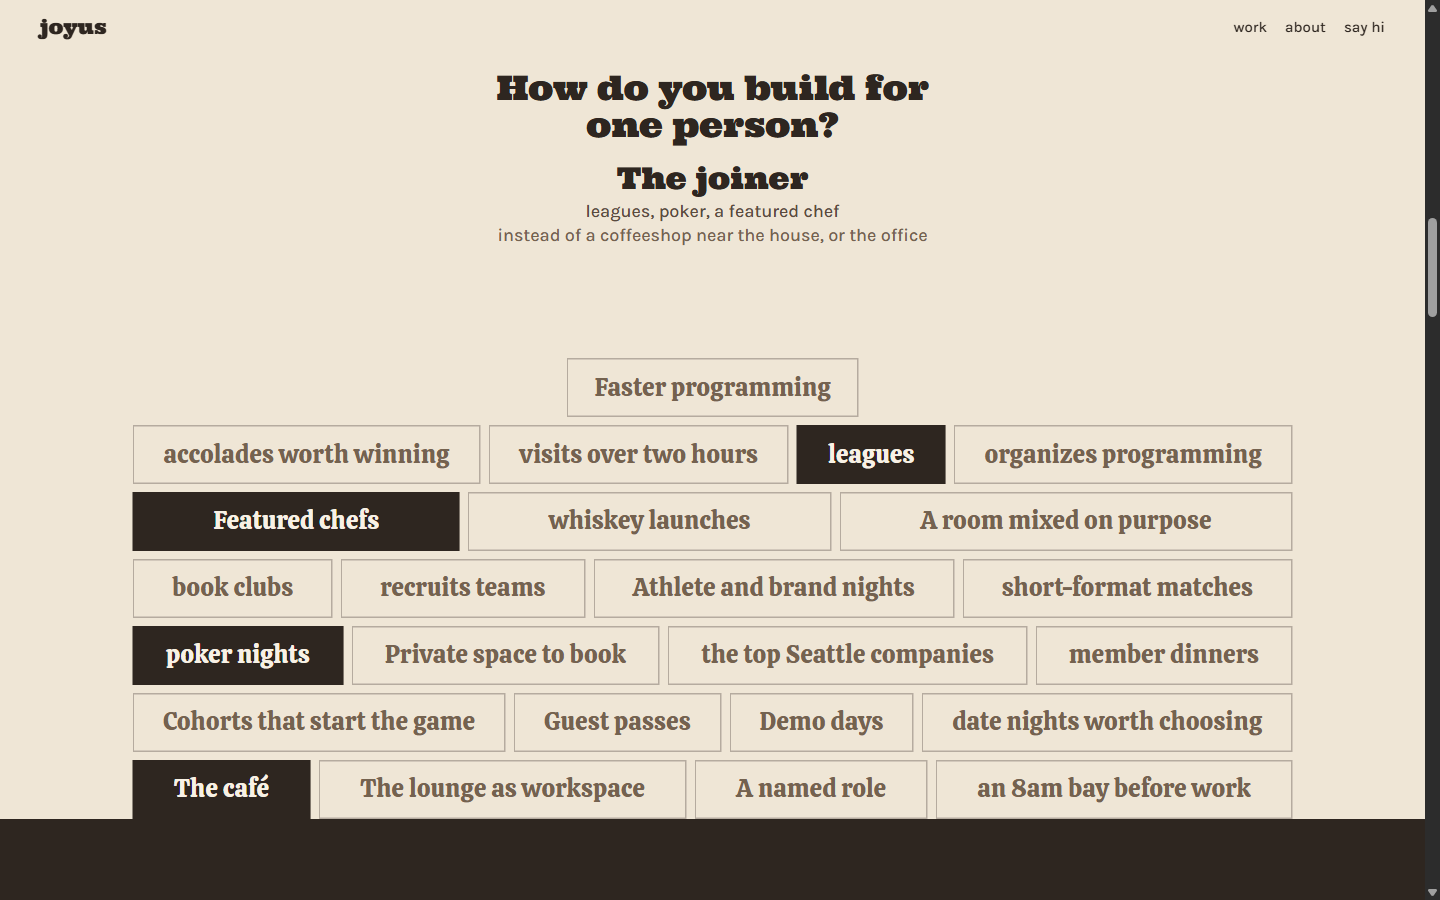 joyus
work about say hi
How do you build for
one person?
The joiner
leagues, poker, a featured chef
instead of a coffeeshop near the house, or the office
Faster programming
accolades worth winning visits over two hours leagues organizes programming
Featured chefs whiskey launches A room mixed on purpose
book clubs recruits teams Athlete and brand nights short-format matches
poker nights Private space to book the top Seattle companies member dinners
Cohorts that start the game Guest passes Demo days date nights worth choosing
The café The lounge as workspace A named role an 8am bay before work